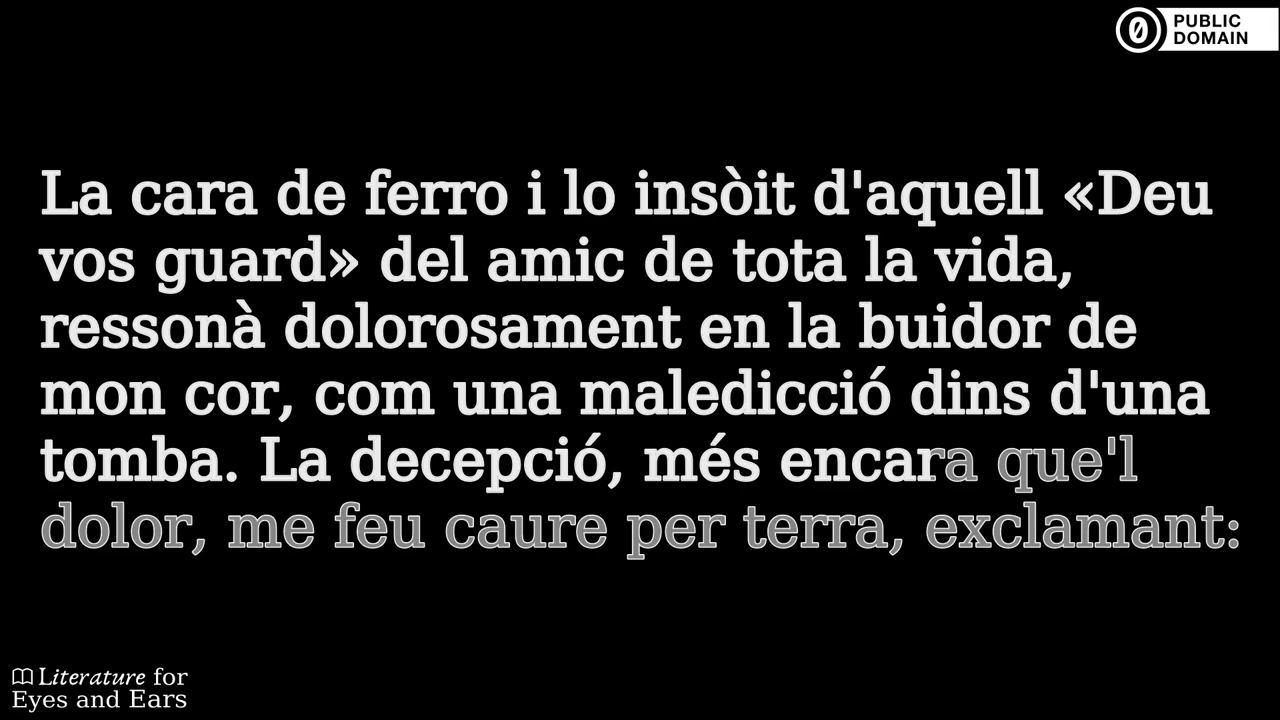 PUBLIC
DOMAIN
La cara de ferro i lo insòit d'aquell «Deu
vos guard» del amic de tota la vida,
ressonà dolorosament en la buidor de
mon cor, com una maledicció dins d'una
tomba. La decepció, més encara que'l
dolor, me feu caure per terra, exclamant:
Literature for
Eyes and Ears